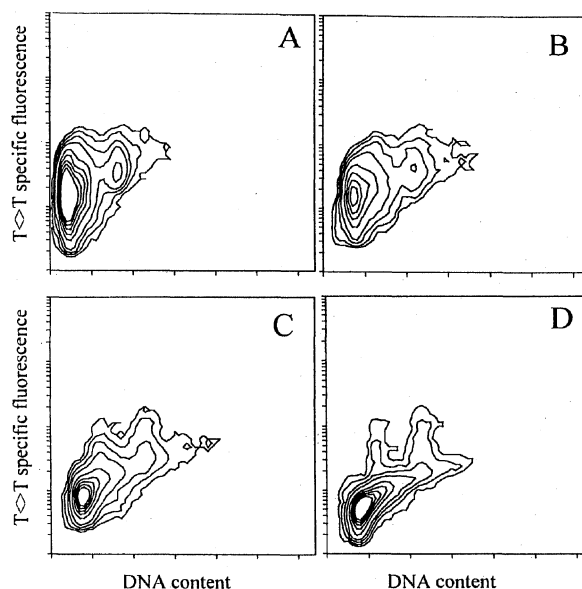 A
B
T<>T specific fluorescence
C
D
T<>T specific fluorescence
DNA content
DNA content